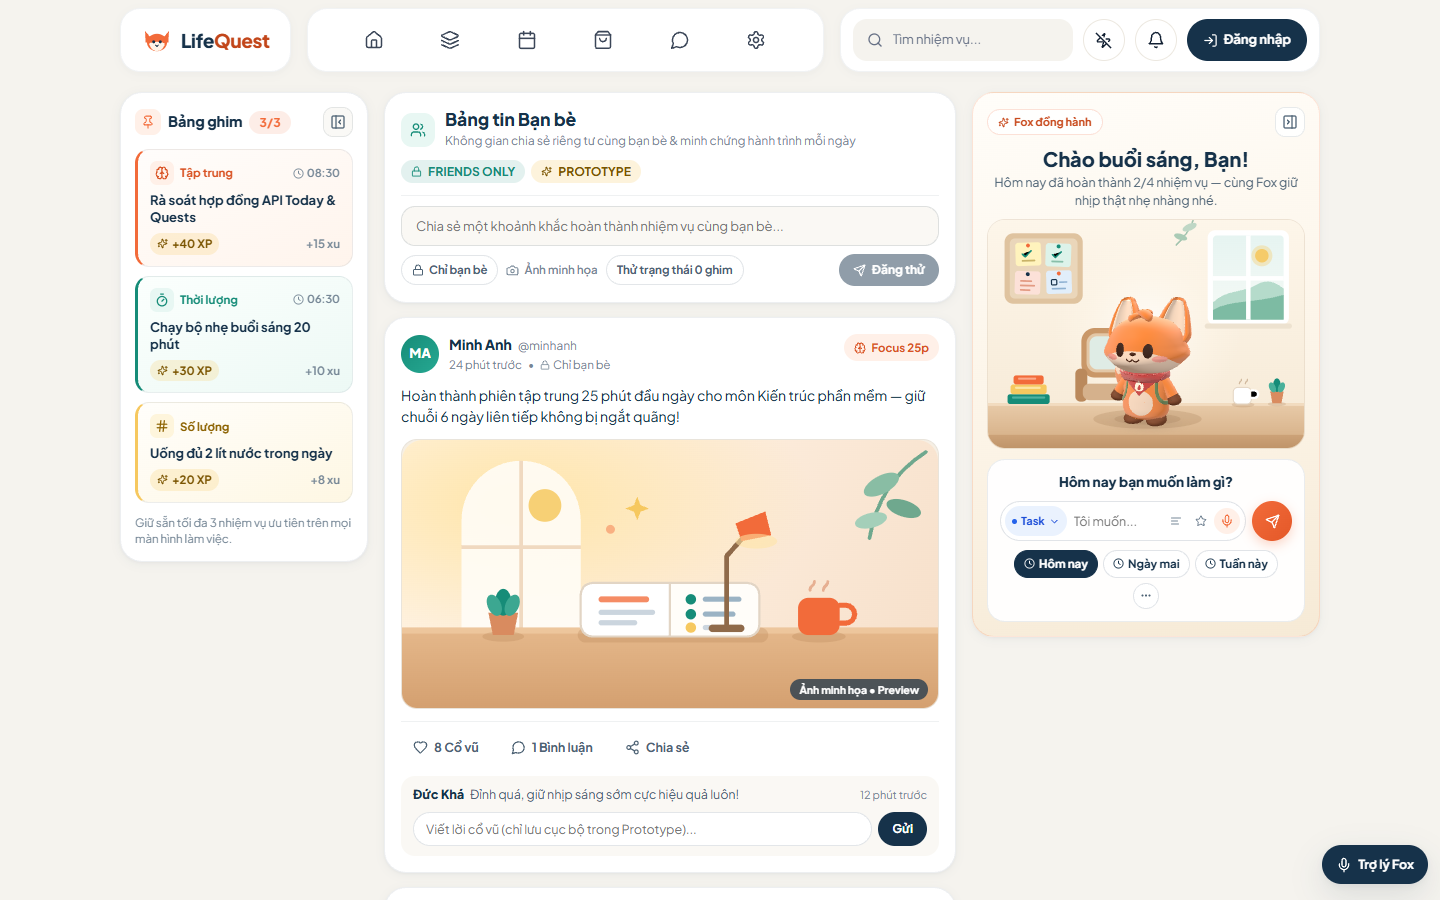 LifeQuest
Tìm nhiệm vụ...
Đăng nhập
Bảng ghim
3/3
Tập trung
08:30
Rà soát hợp đồng API Today &
Quests
+40 XP
+15 xu
Thời lượng
06:30
Chạy bộ nhẹ buổi sáng 20
phút
+30 XP
+10 xu
Số lượng
Uống đủ 2 lít nước trong ngày
+20 XP
+8 xu
Giữ sẵn tối đa 3 nhiệm vụ ưu tiên trên mọi
màn hình làm việc.
Bảng tin Bạn bè
Không gian chia sẻ riêng tư cùng bạn bè & minh chứng hành trình mỗi ngày
FRIENDS ONLY
PROTOTYPE
Chia sẻ một khoảnh khắc hoàn thành nhiệm vụ cùng bạn bè...
Chỉ bạn bè
Ảnh minh họa
Thử trạng thái 0 ghim
Đăng thử
MA
Minh Anh @minhanh
24 phút trước • Chỉ bạn bè
Focus 25p
Hoàn thành phiên tập trung 25 phút đầu ngày cho môn Kiến trúc phần mềm — giữ
chuỗi 6 ngày liên tiếp không bị ngắt quãng!
Ảnh minh họa • Preview
8 Cổ vũ
1 Bình luận
Chia sẻ
Đức Khá Đỉnh quá, giữ nhịp sáng sớm cực hiệu quả luôn!
12 phút trước
Viết lời cổ vũ (chỉ lưu cục bộ trong Prototype)...
Gửi
Fox đồng hành
Chào buổi sáng, Bạn!
Hôm nay đã hoàn thành 2/4 nhiệm vụ — cùng Fox giữ
nhịp thật nhẹ nhàng nhé.
Hôm nay bạn muốn làm gì?
Task
Tôi muốn...
Hôm nay
Ngày mai
Tuần này
Trợ lý Fox